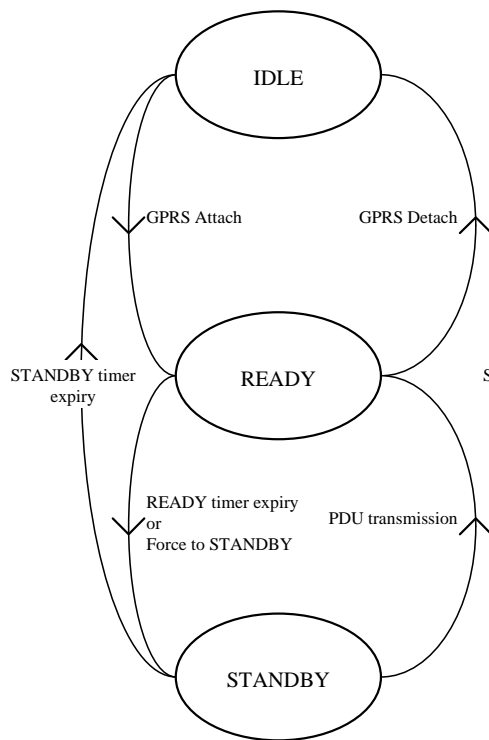 IDLE
GPRS Attach
GPRS Detach
STANDBY timer
expiry
READY
S
READY timer expiry
or
Force to STANDBY
PDU transmission
STANDBY